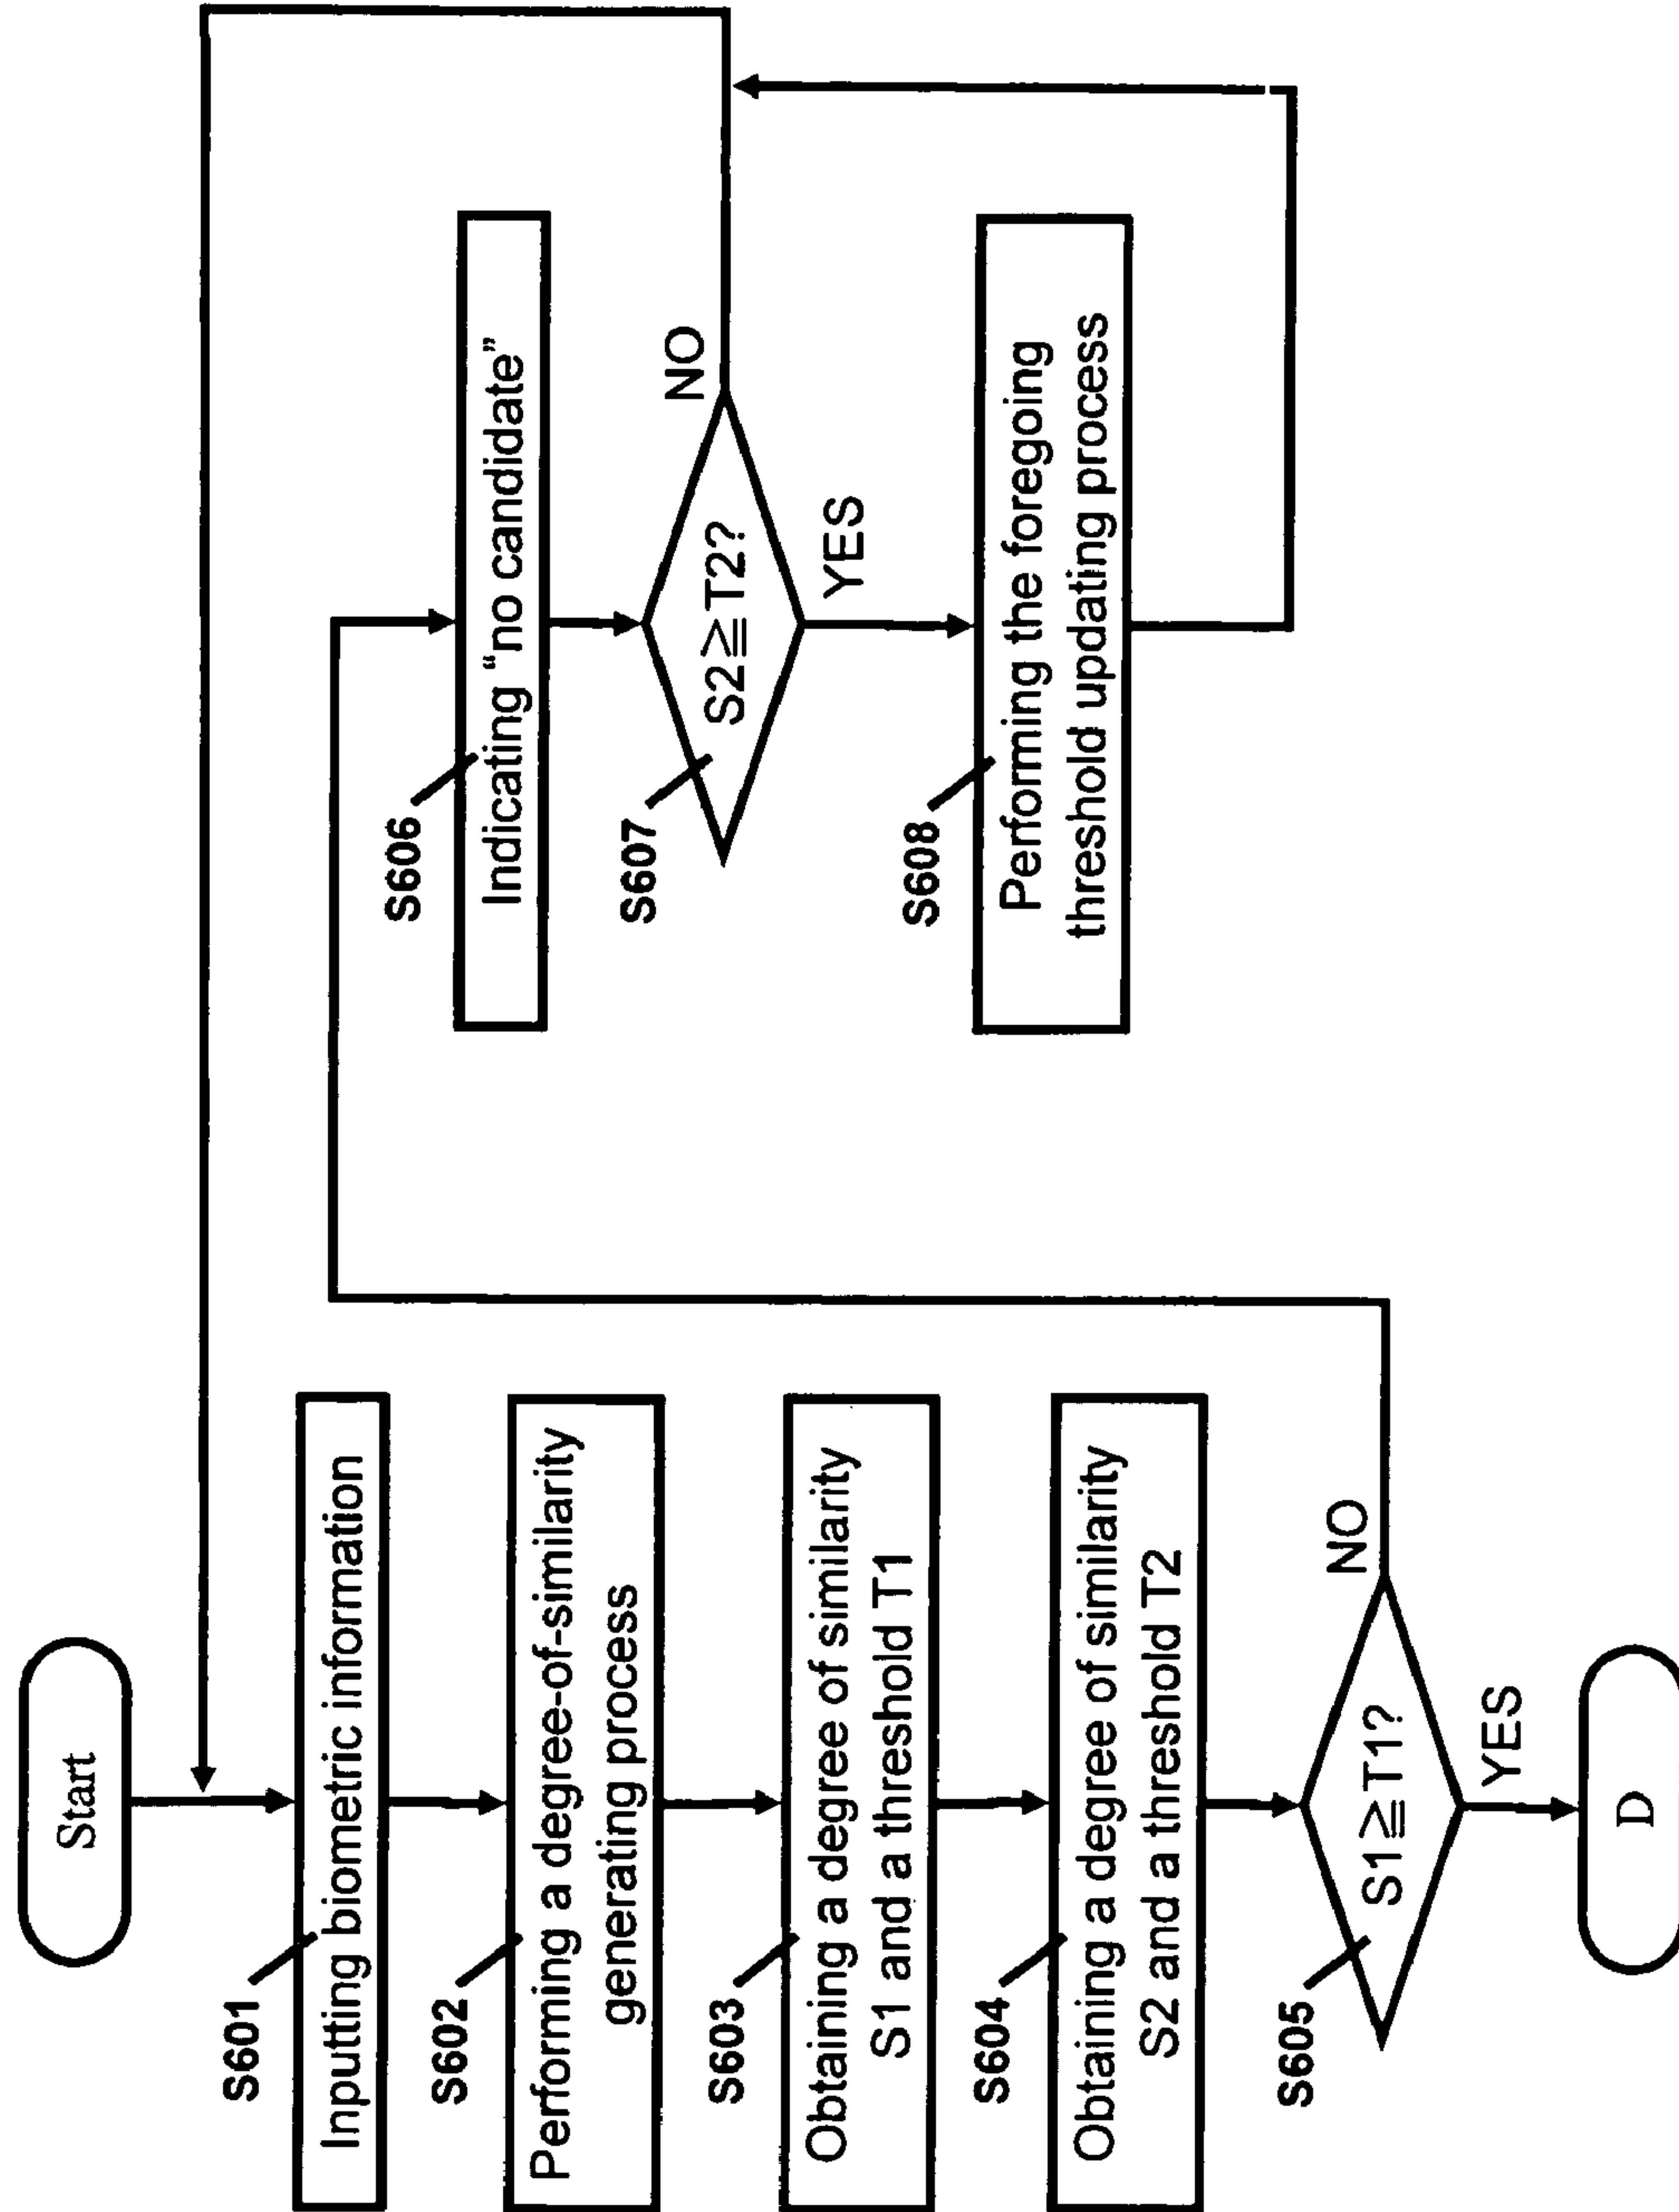 Start
S601
Inputting biometric information
S602
Performing a degree-of-similarity
generating process
S603
Obtaining a degree of similarity
S1 and a threshold T1
S604
Obtaining a degree of similarity
S2 and a threshold T2
S605
S1≧T1?
NO
YES
D
S606
Indicating “no candidate”
S607
S2≧T2?
NO
YES
S608
Performing the foregoing
threshold updating process